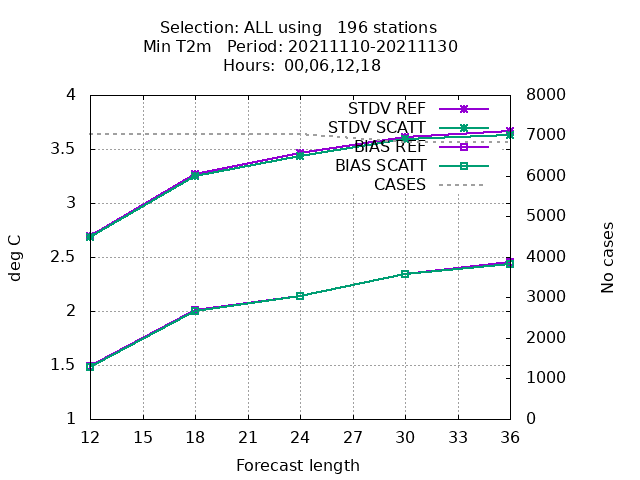 Selection: ALL using   196 stations
Min T2m   Period: 20211110-20211130
Hours: 00,06,12,18
4
3.5
3
2.5
2
1.5
1
deg C
STDV REF
STDV SCATT
BIAS REF
BIAS SCATT
CASES
8000
7000
6000
5000
4000
3000
2000
1000
0
No cases
12 15 18 21 24 27 30 33 36
Forecast length